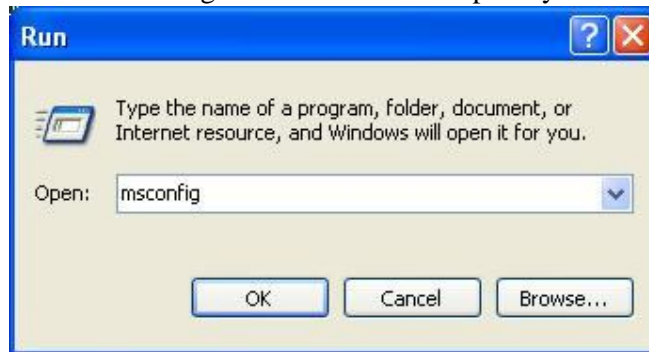 Run
Type the name of a program, folder, document, or
Internet resource, and Windows will open it for you.
Open: msconfig
OK Cancel Browse...